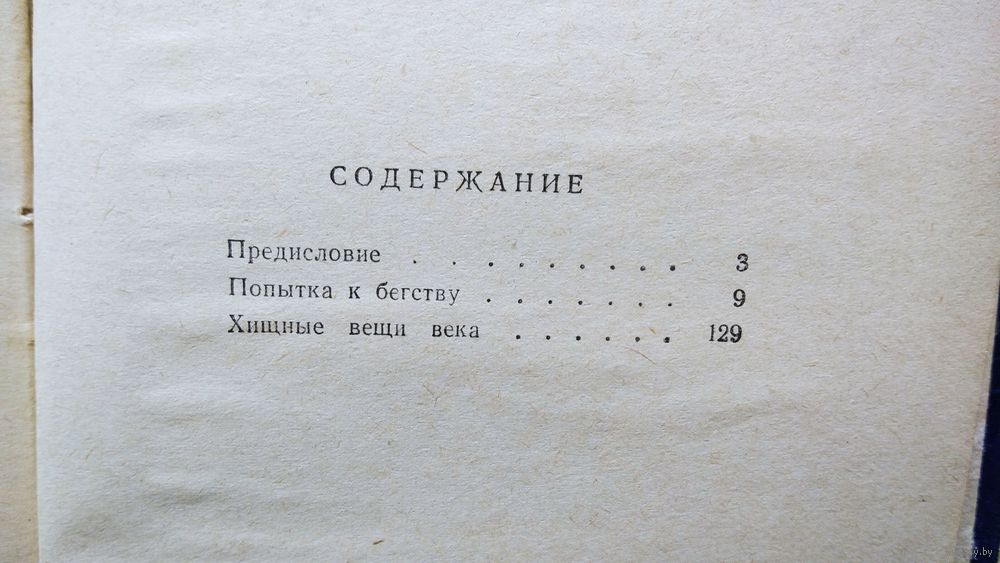 СОДЕРЖАНИЕ
Предисловие . . . . . . . . . 3
Попытка к бегству . . . . . . . 9
Хищные вещи века . . . . . . 129